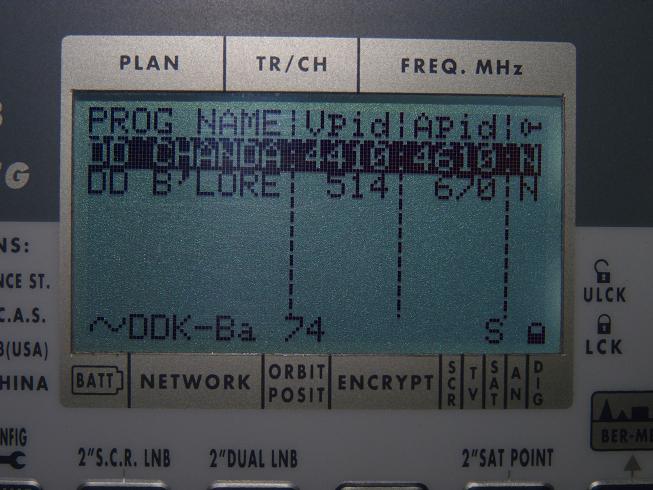 PLAN TR/CH FREQ. MHz
PROG NAME Vpid Apid
DD CHANDA 4410 4610 N
DD B'LORE 514 670 N
~DDK-Ba 74 S
BATT NETWORK ORBIT POSIT ENCRYPT SCR TV SAT AN DIG
NS:
NCE ST.
C.A.S.
B(USA)
HINA
NFIG
ULCK
LCK
2"S.C.R. LNB 2"DUAL LNB 2"SAT POINT
BER-ME